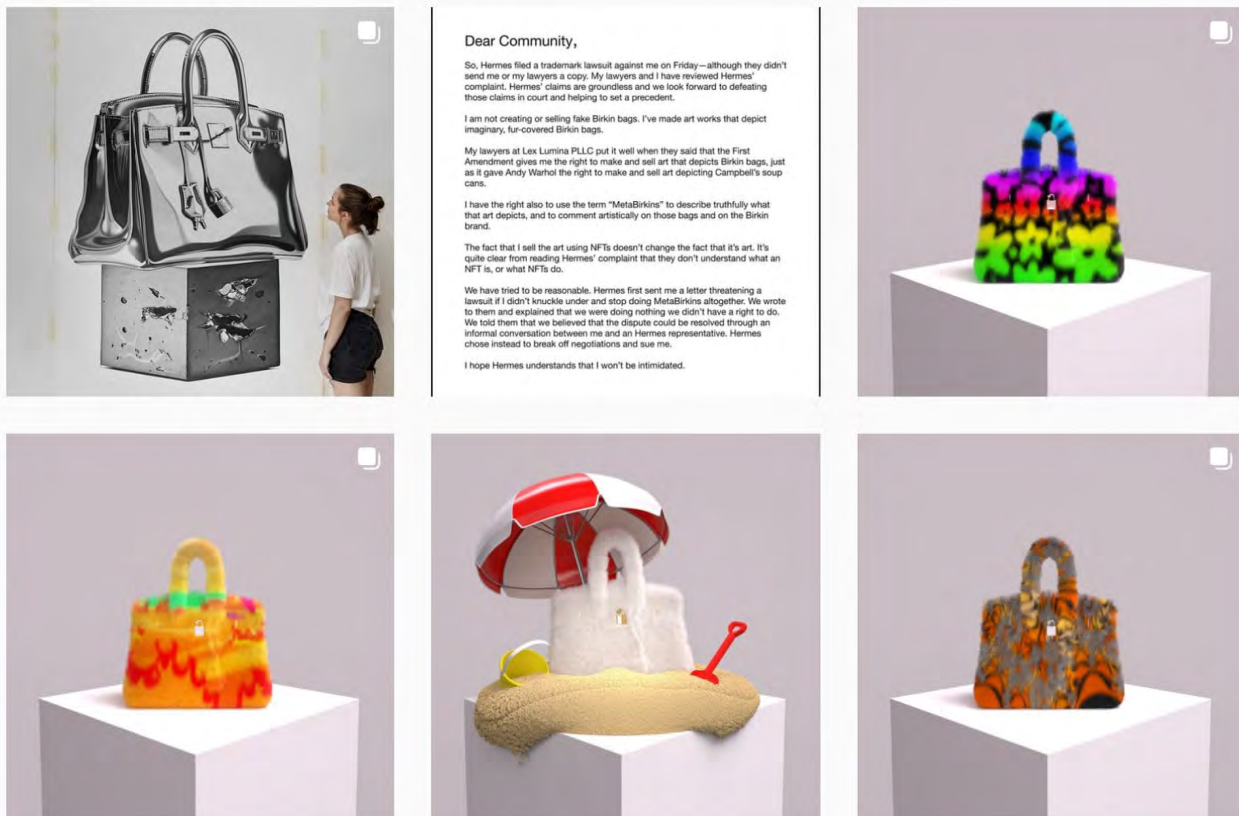 Dear Community,
So, Hermes filed a trademark lawsuit against me on Friday—although they didn't
send me or my lawyers a copy. My lawyers and I have reviewed Hermes'
complaint. Hermes' claims are groundless and we look forward to defeating
those claims in court and helping to set a precedent.
I am not creating or selling fake Birkin bags. I've made art works that depict
imaginary, fur-covered Birkin bags.
My lawyers at Lex Lumina PLLC put it well when they said that the First
Amendment gives me the right to make and sell art that depicts Birkin bags, just
as it gave Andy Warhol the right to make and sell art depicting Campbell's soup
cans.
I have the right also to use the term “MetaBirkins” to describe truthfully what
that art depicts, and to comment artistically on those bags and on the Birkin
brand.
The fact that I sell the art using NFTs doesn't change the fact that it's art. It's
quite clear from reading Hermes' complaint that they don't understand what an
NFT is, or what NFTs do.
We have tried to be reasonable. Hermes first sent me a letter threatening a
lawsuit if I didn't knuckle under and stop doing MetaBirkins altogether. We wrote
to them and explained that we were doing nothing we didn't have a right to do.
We told them that we believed that the dispute could be resolved through an
informal conversation between me and an Hermes representative. Hermes
chose instead to break off negotiations and sue me.
I hope Hermes understands that I won't be intimidated.